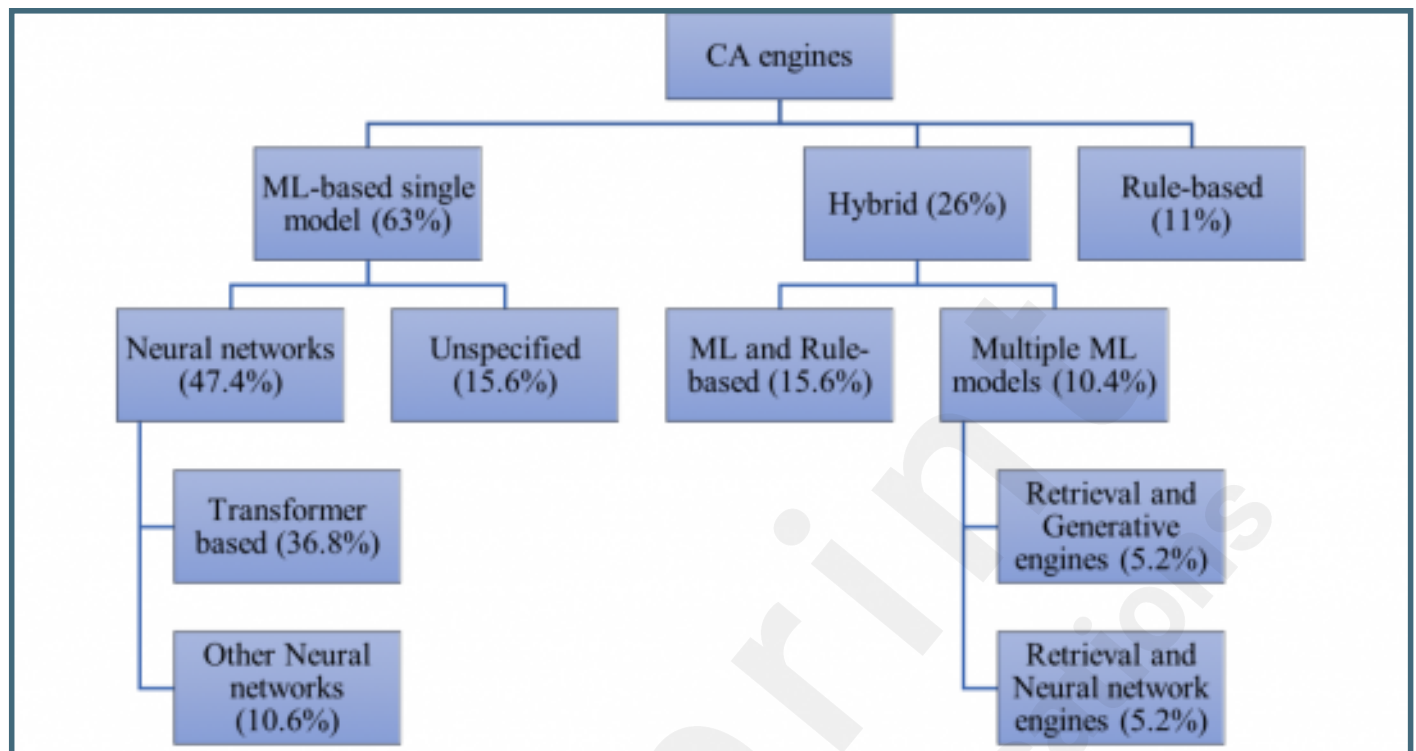 CA engines
ML-based single
model (63%)
Hybrid (26%)
Rule-based
(11%)
Neural networks
(47.4%)
Unspecified
(15.6%)
ML and Rule-
based (15.6%)
Multiple ML
models (10.4%)
Transformer
based (36.8%)
Retrieval and
Generative
engines (5.2%)
Other Neural
networks
(10.6%)
Retrieval and
Neural network
engines (5.2%)